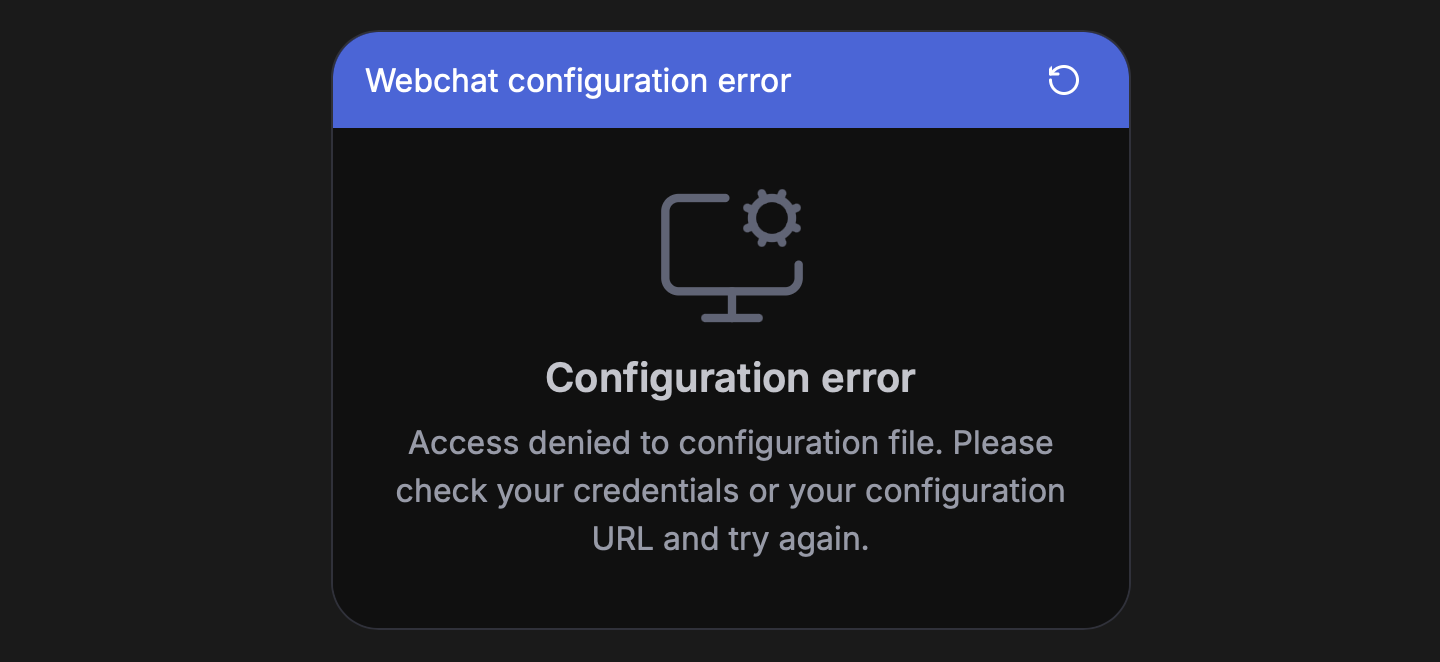 Webchat configuration error
Configuration error
Access denied to configuration file. Please
check your credentials or your configuration
URL and try again.